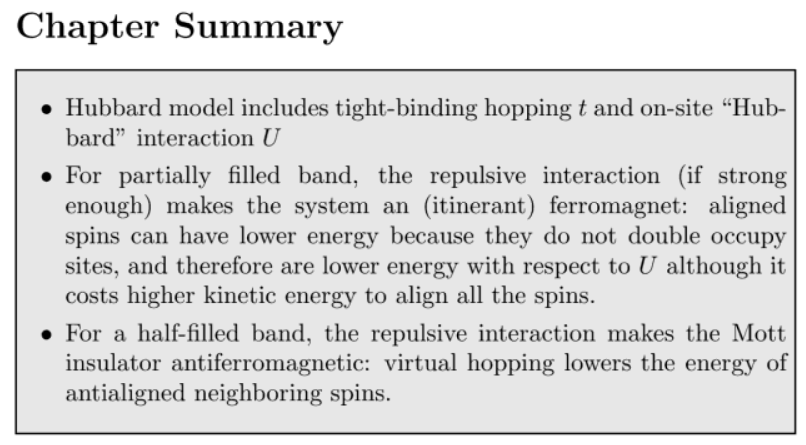 Chapter Summary
• Hubbard model includes tight-binding hopping t and on-site “Hub-
bard” interaction U
• For partially filled band, the repulsive interaction (if strong
enough) makes the system an (itinerant) ferromagnet: aligned
spins can have lower energy because they do not double occupy
sites, and therefore are lower energy with respect to U although it
costs higher kinetic energy to align all the spins.
• For a half-filled band, the repulsive interaction makes the Mott
insulator antiferromagnetic: virtual hopping lowers the energy of
antialigned neighboring spins.